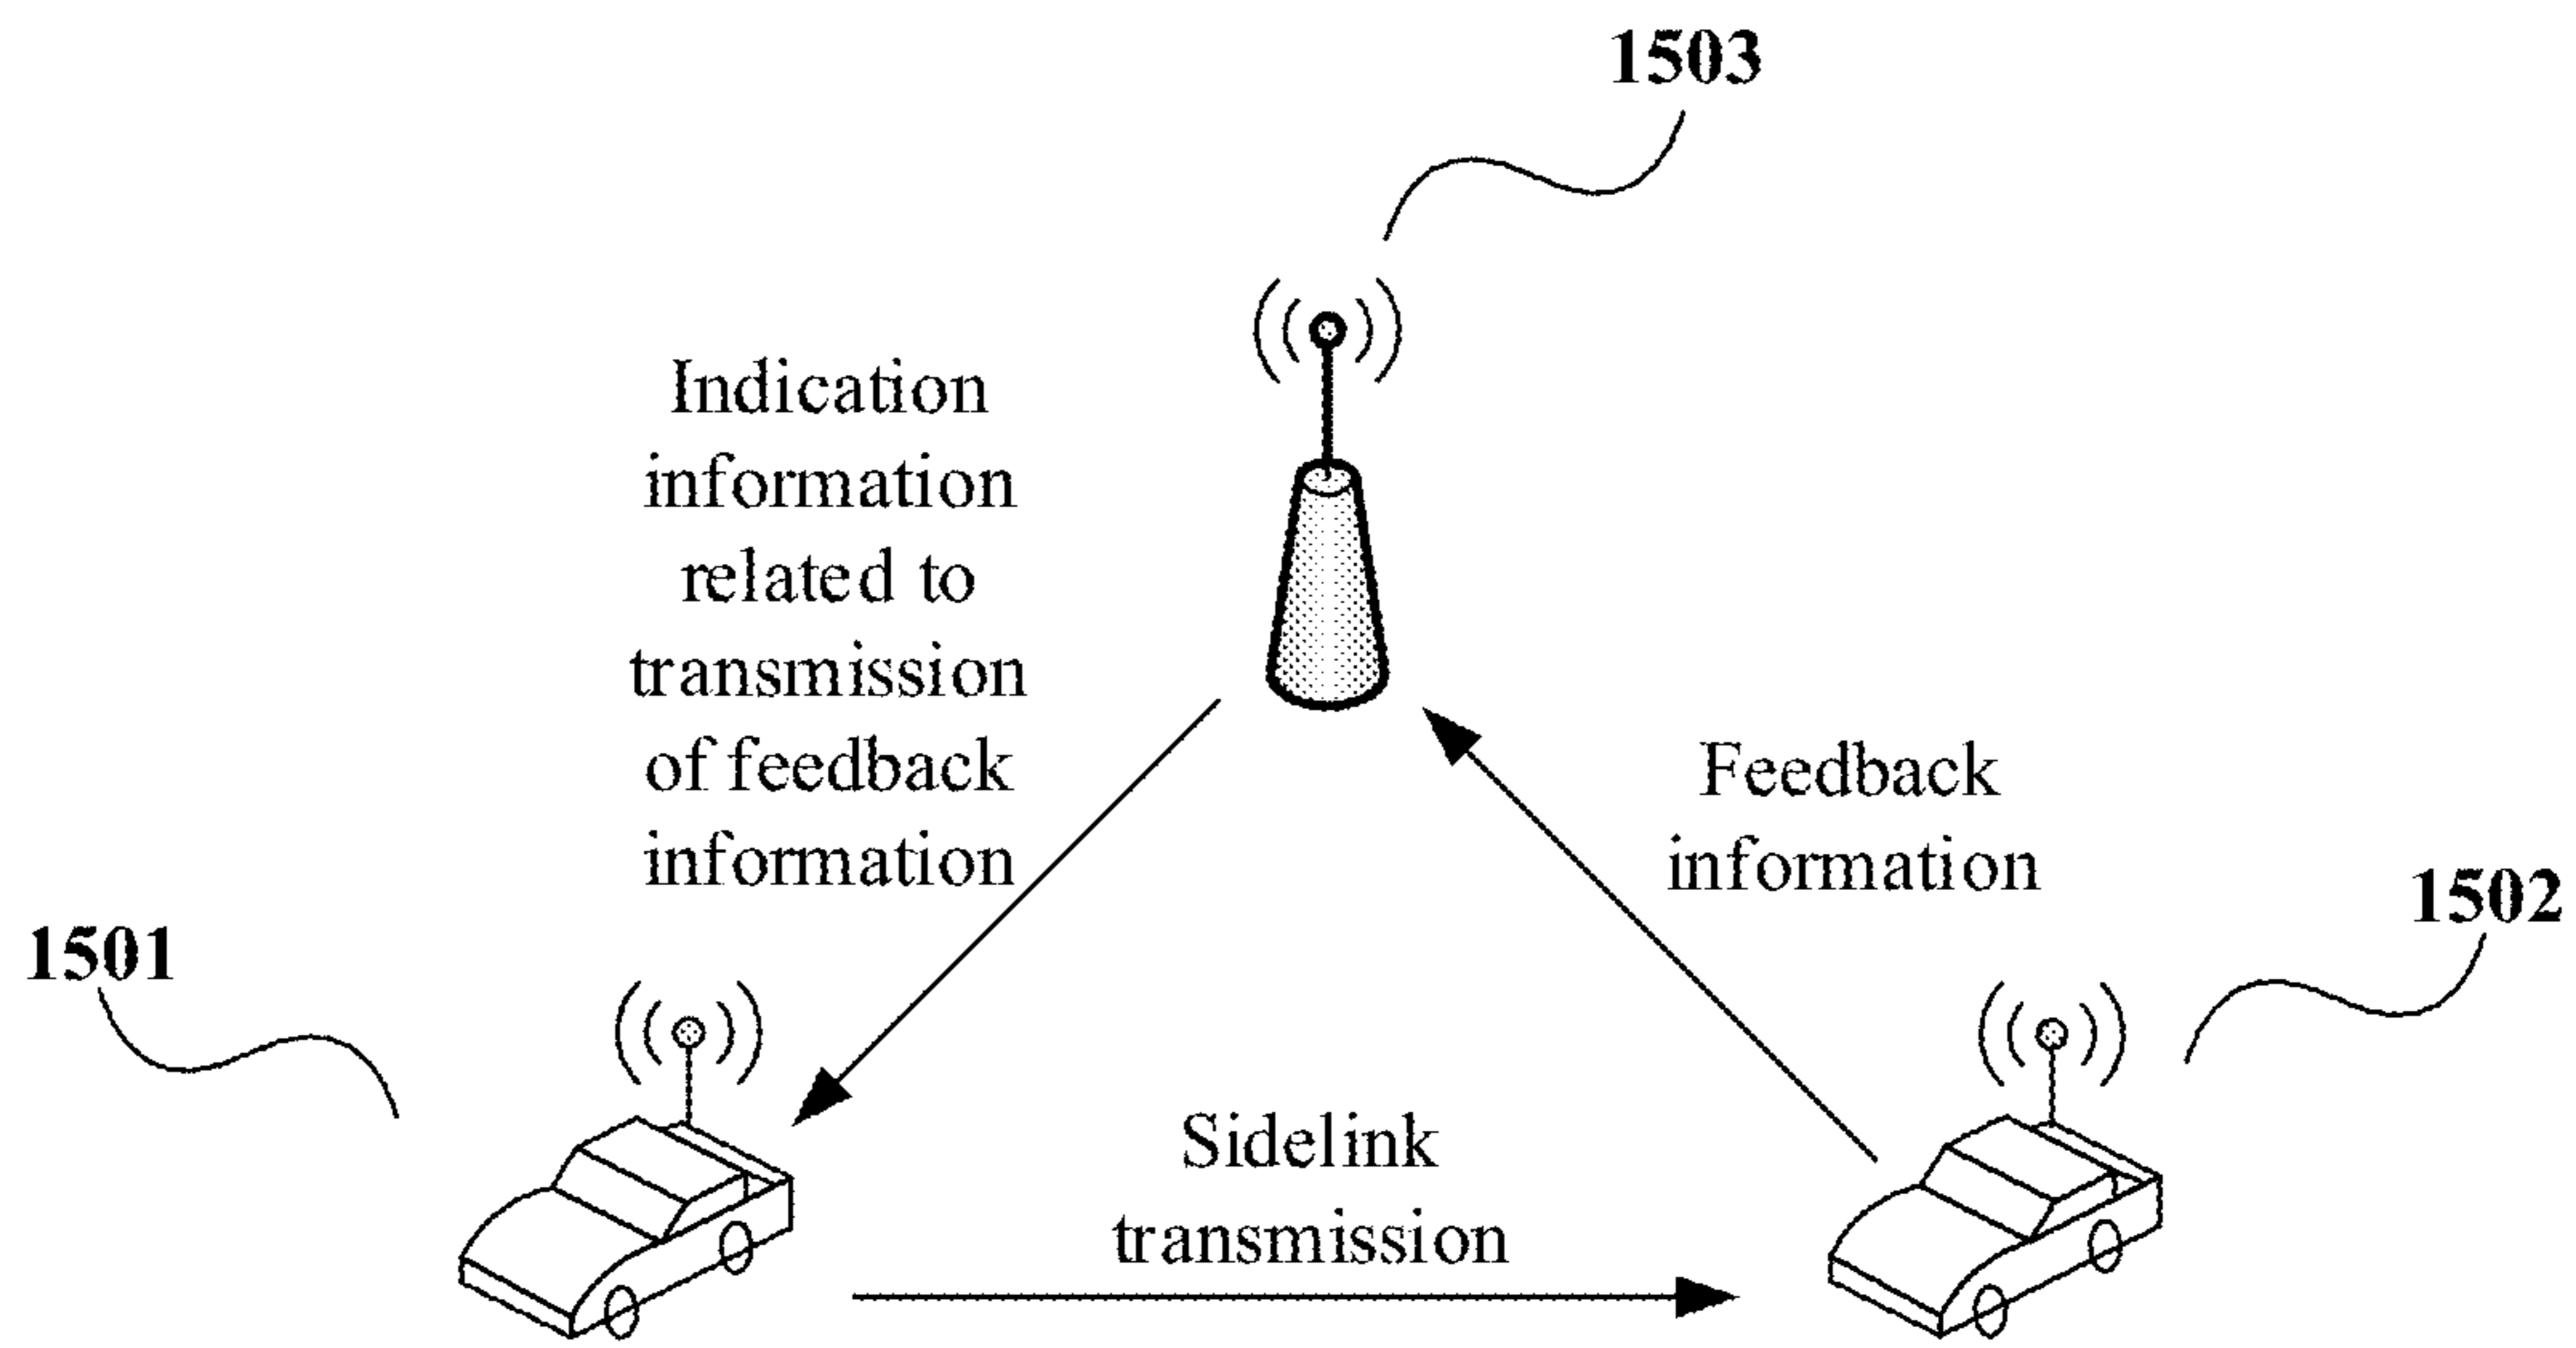 1503
Indication
information
related to
transmission
of feedback
information
Feedback
information
1502
1501
Sidelink
transmission